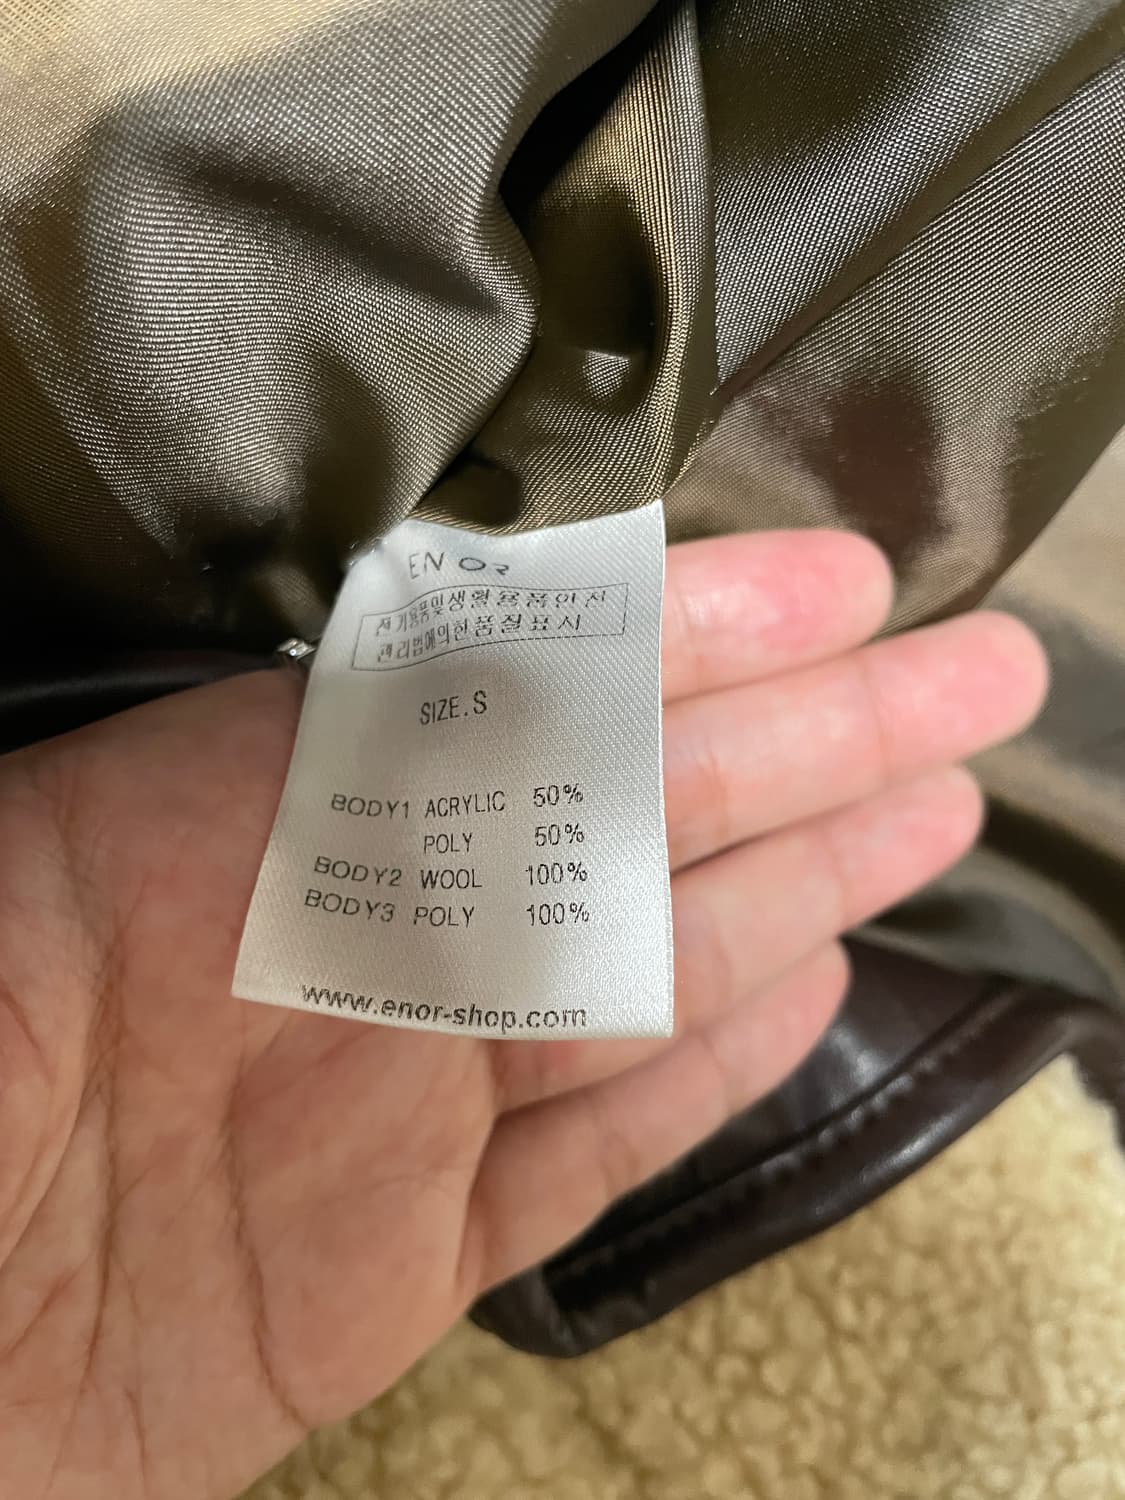 EN OR
전기용품및생활용품안전
관리법에의한품질표시
SIZE.S
BODY1 ACRYLIC 50%
POLY 50%
BODY2 WOOL 100%
BODY3 POLY 100%
www.enor-shop.com